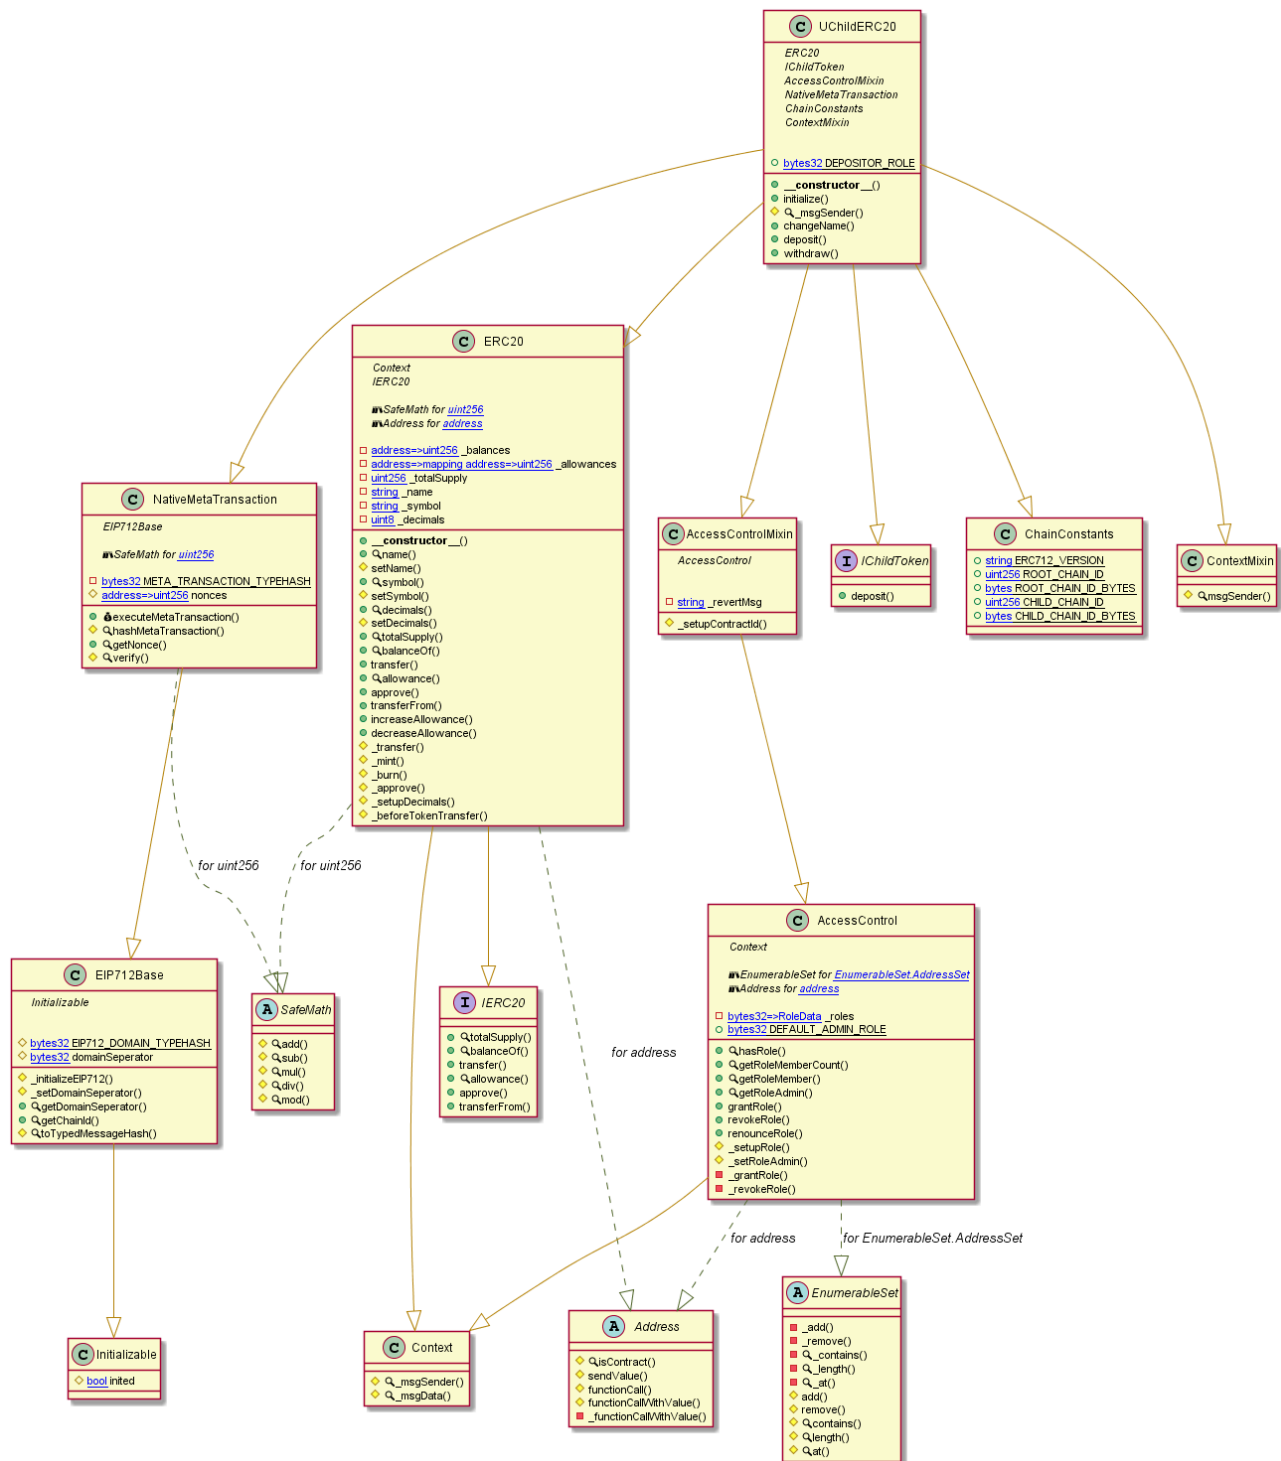 C UChildERC20
ERC20
IChildToken
AccessControlMixin
NativeMetaTransaction
ChainConstants
ContextMixin
bytes32 DEPOSITOR_ROLE
__constructor__()
initialize()
_msgSender()
changeName()
deposit()
withdraw()
C ERC20
Context
IERC20
SafeMath for uint256
Address for address
address=>uint256 _balances
address=>mapping address=>uint256 _allowances
uint256 _totalSupply
string _name
string _symbol
uint8 _decimals
__constructor__()
name()
setName()
symbol()
setSymbol()
decimals()
setDecimals()
totalSupply()
balanceOf()
transfer()
allowance()
approve()
transferFrom()
increaseAllowance()
decreaseAllowance()
_transfer()
_mint()
_burn()
_approve()
_setupDecimals()
_beforeTokenTransfer()
C NativeMetaTransaction
EIP712Base
SafeMath for uint256
bytes32 META_TRANSACTION_TYPEHASH
address=>uint256 nonces
executeMetaTransaction()
hashMetaTransaction()
getNonce()
verify()
C AccessControlMixin
AccessControl
string _revertMsg
_setupContractId()
I IChildToken
deposit()
C ChainConstants
string ERC712_VERSION
uint256 ROOT_CHAIN_ID
bytes ROOT_CHAIN_ID_BYTES
uint256 CHILD_CHAIN_ID
bytes CHILD_CHAIN_ID_BYTES
C ContextMixin
msgSender()
for uint256
for uint256
for address
C EIP712Base
Initializable
bytes32 EIP712_DOMAIN_TYPEHASH
bytes32 domainSeperator
_initializeEIP712()
_setDomainSeperator()
getDomainSeperator()
getChainId()
toTypedMessageHash()
A SafeMath
add()
sub()
mul()
div()
mod()
I IERC20
totalSupply()
balanceOf()
transfer()
allowance()
approve()
transferFrom()
C AccessControl
Context
EnumerableSet for EnumerableSet.AddressSet
Address for address
bytes32=>RoleData _roles
bytes32 DEFAULT_ADMIN_ROLE
hasRole()
getRoleMemberCount()
getRoleMember()
getRoleAdmin()
grantRole()
revokeRole()
renounceRole()
_setupRole()
_setRoleAdmin()
_grantRole()
_revokeRole()
for address
for EnumerableSet.AddressSet
C Initializable
bool inited
C Context
_msgSender()
_msgData()
A Address
isContract()
sendValue()
functionCall()
functionCallWithValue()
_functionCallWithValue()
A EnumerableSet
_add()
_remove()
_contains()
_length()
_at()
add()
remove()
contains()
length()
at()